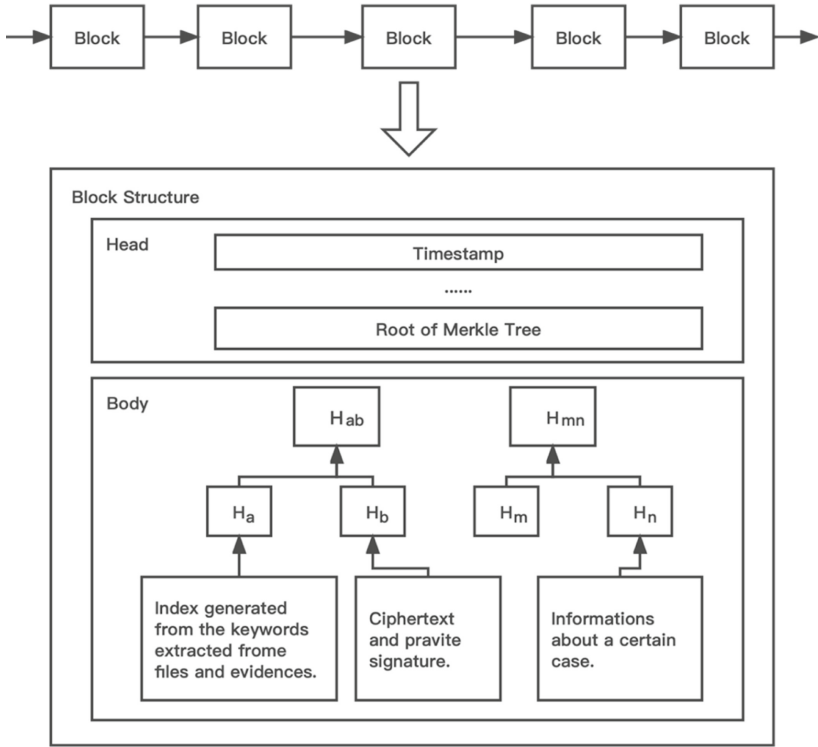 Block Block Block Block Block
Block Structure
Head
Timestamp
......
Root of Merkle Tree
Body
Hab Hmn
Ha Hb Hm Hn
Index generated
from the keywords
extracted frome
files and evidences.
Ciphertext
and pravite
signature.
Informations
about a certain
case.